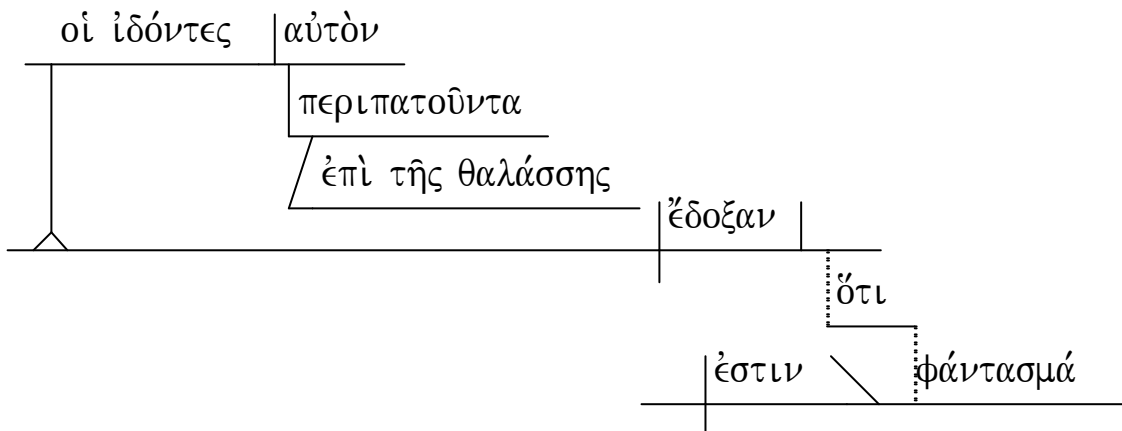 οἱ ἰδόντες αὐτὸν
περιπατοῦντα
ἐπὶ τῆς θαλάσσης
ἔδοξαν
ὅτι
ἐστιν φάντασμά